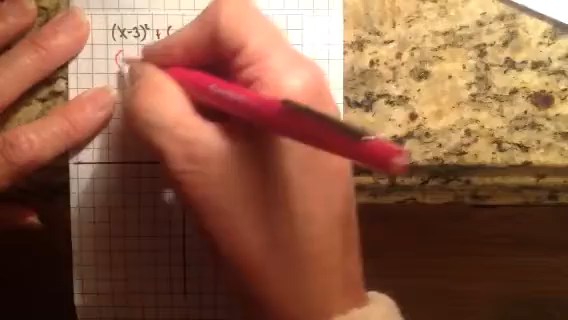 (x-3)² + (
(